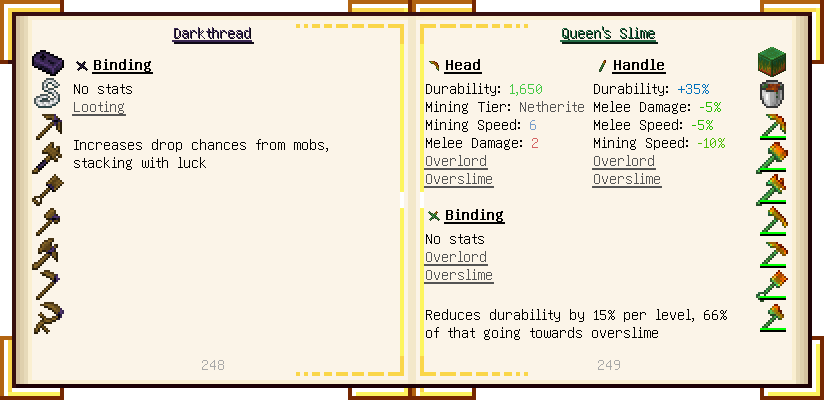 Darkthread
Binding
No stats
Looting
Increases drop chances from mobs,
stacking with luck
248
Queen's Slime
Head
Durability: 1,650
Mining Tier: Netherite
Mining Speed: 6
Melee Damage: 2
Overlord
Overslime
Handle
Durability: +35%
Melee Damage: -5%
Melee Speed: -5%
Mining Speed: -10%
Overlord
Overslime
Binding
No stats
Overlord
Overslime
Reduces durability by 15% per level, 66%
of that going towards overslime
249